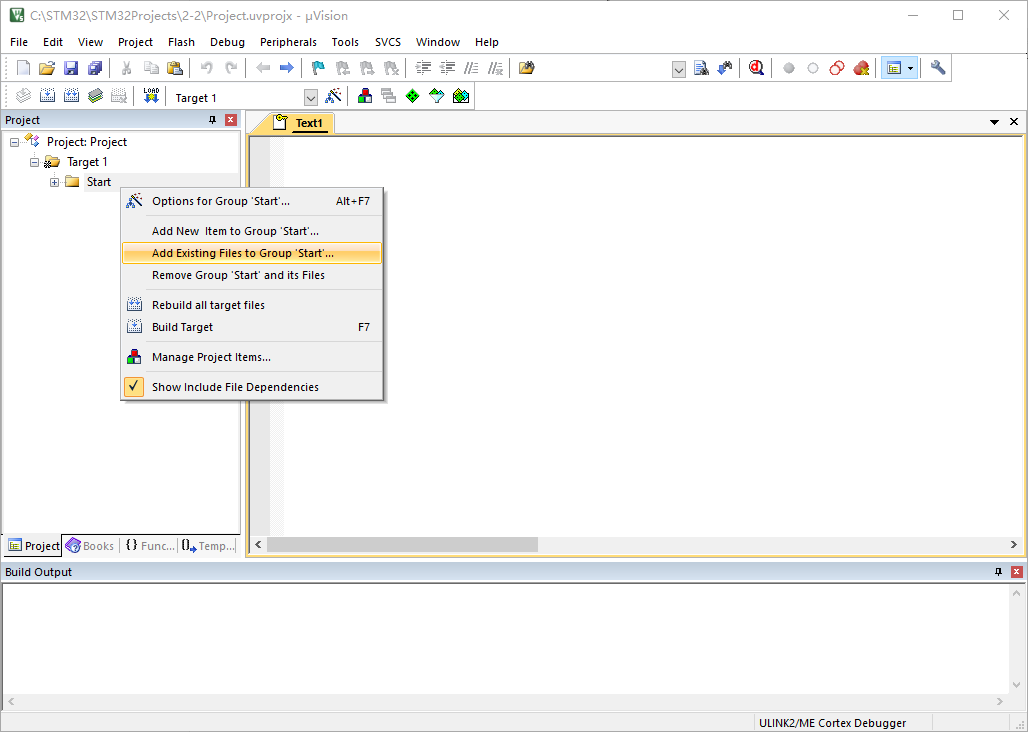 C:\STM32\STM32Projects\2-2\Project.uvprojx - µVision
File Edit View Project Flash Debug Peripherals Tools SVCS Window Help
LOAD Target 1
Project
Text1
Project: Project
Target 1
Start
Options for Group 'Start'... Alt+F7
Add New  Item to Group 'Start'...
Add Existing Files to Group 'Start'...
Remove Group 'Start' and its Files
Rebuild all target files
Build Target F7
Manage Project Items...
Show Include File Dependencies
Project Books {} Func... 0 Temp...
Build Output
ULINK2/ME Cortex Debugger